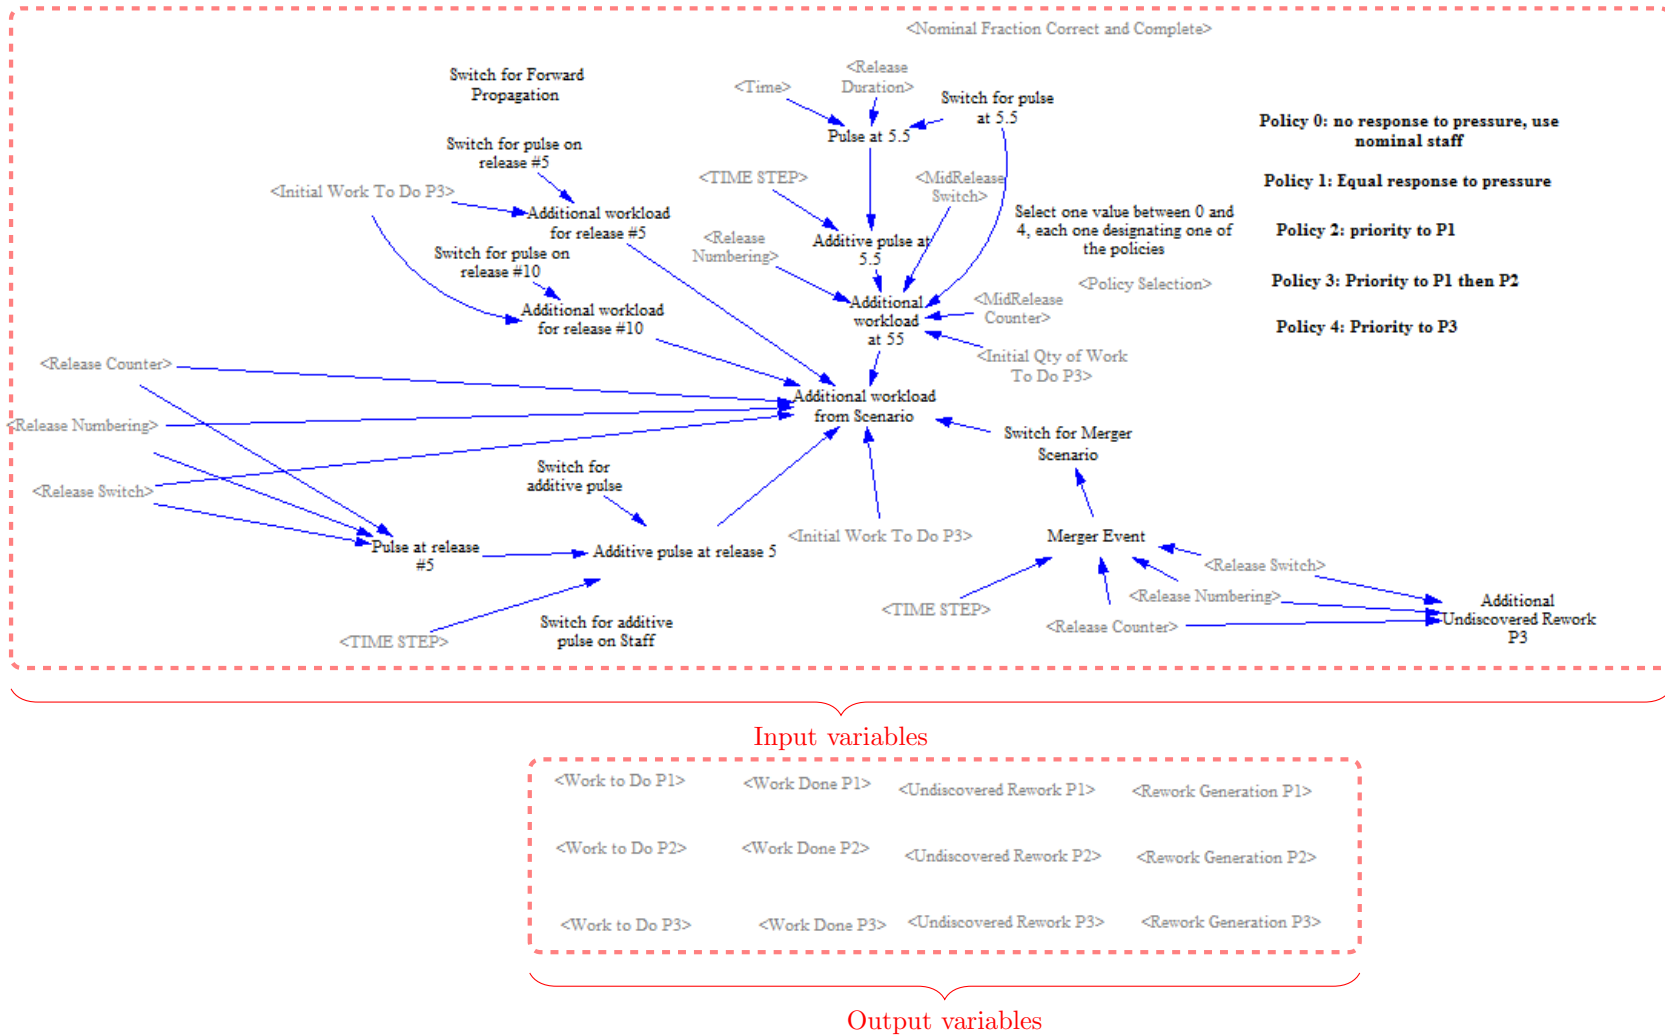 <Nominal Fraction Correct and Complete>
Switch for Forward
Propagation
<Time>
<Release
Duration>
Switch for pulse
at 5.5
Pulse at 5.5
Policy 0: no response to pressure, use
nominal staff
Switch for pulse on
release #5
<Initial Work To Do P3>
<TIME STEP>
<MidRelease
Switch>
Policy 1: Equal response to pressure
Additional workload
for release #5
Select one value between 0 and
4, each one designating one of
the policies
Policy 2: priority to P1
<Release
Numbering>
Additive pulse at
5.5
Switch for pulse on
release #10
<Policy Selection>
Policy 3: Priority to P1 then P2
Additional workload
for release #10
Additional
workload
at 55
<MidRelease
Counter>
Policy 4: Priority to P3
<Initial Qty of Work
To Do P3>
<Release Counter>
Additional workload
from Scenario
<Release Numbering>
Switch for Merger
Scenario
Switch for
additive pulse
<Release Switch>
Pulse at release
#5
Additive pulse at release 5
<Initial Work To Do P3>
Merger Event
<Release Switch>
<Release Numbering>
<TIME STEP>
<Release Counter>
Additional
Undiscovered Rework
P3
<TIME STEP>
Switch for additive
pulse on Staff
Input variables
<Work to Do P1>
<Work Done P1>
<Undiscovered Rework P1>
<Rework Generation P1>
<Work to Do P2>
<Work Done P2>
<Undiscovered Rework P2>
<Rework Generation P2>
<Work to Do P3>
<Work Done P3>
<Undiscovered Rework P3>
<Rework Generation P3>
Output variables